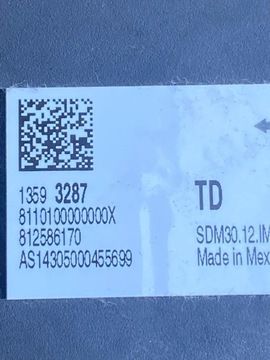 1359 3287
8110100000000X
812586170
AS14305000455699
TD
SDM30.12.IM
Made in Mex